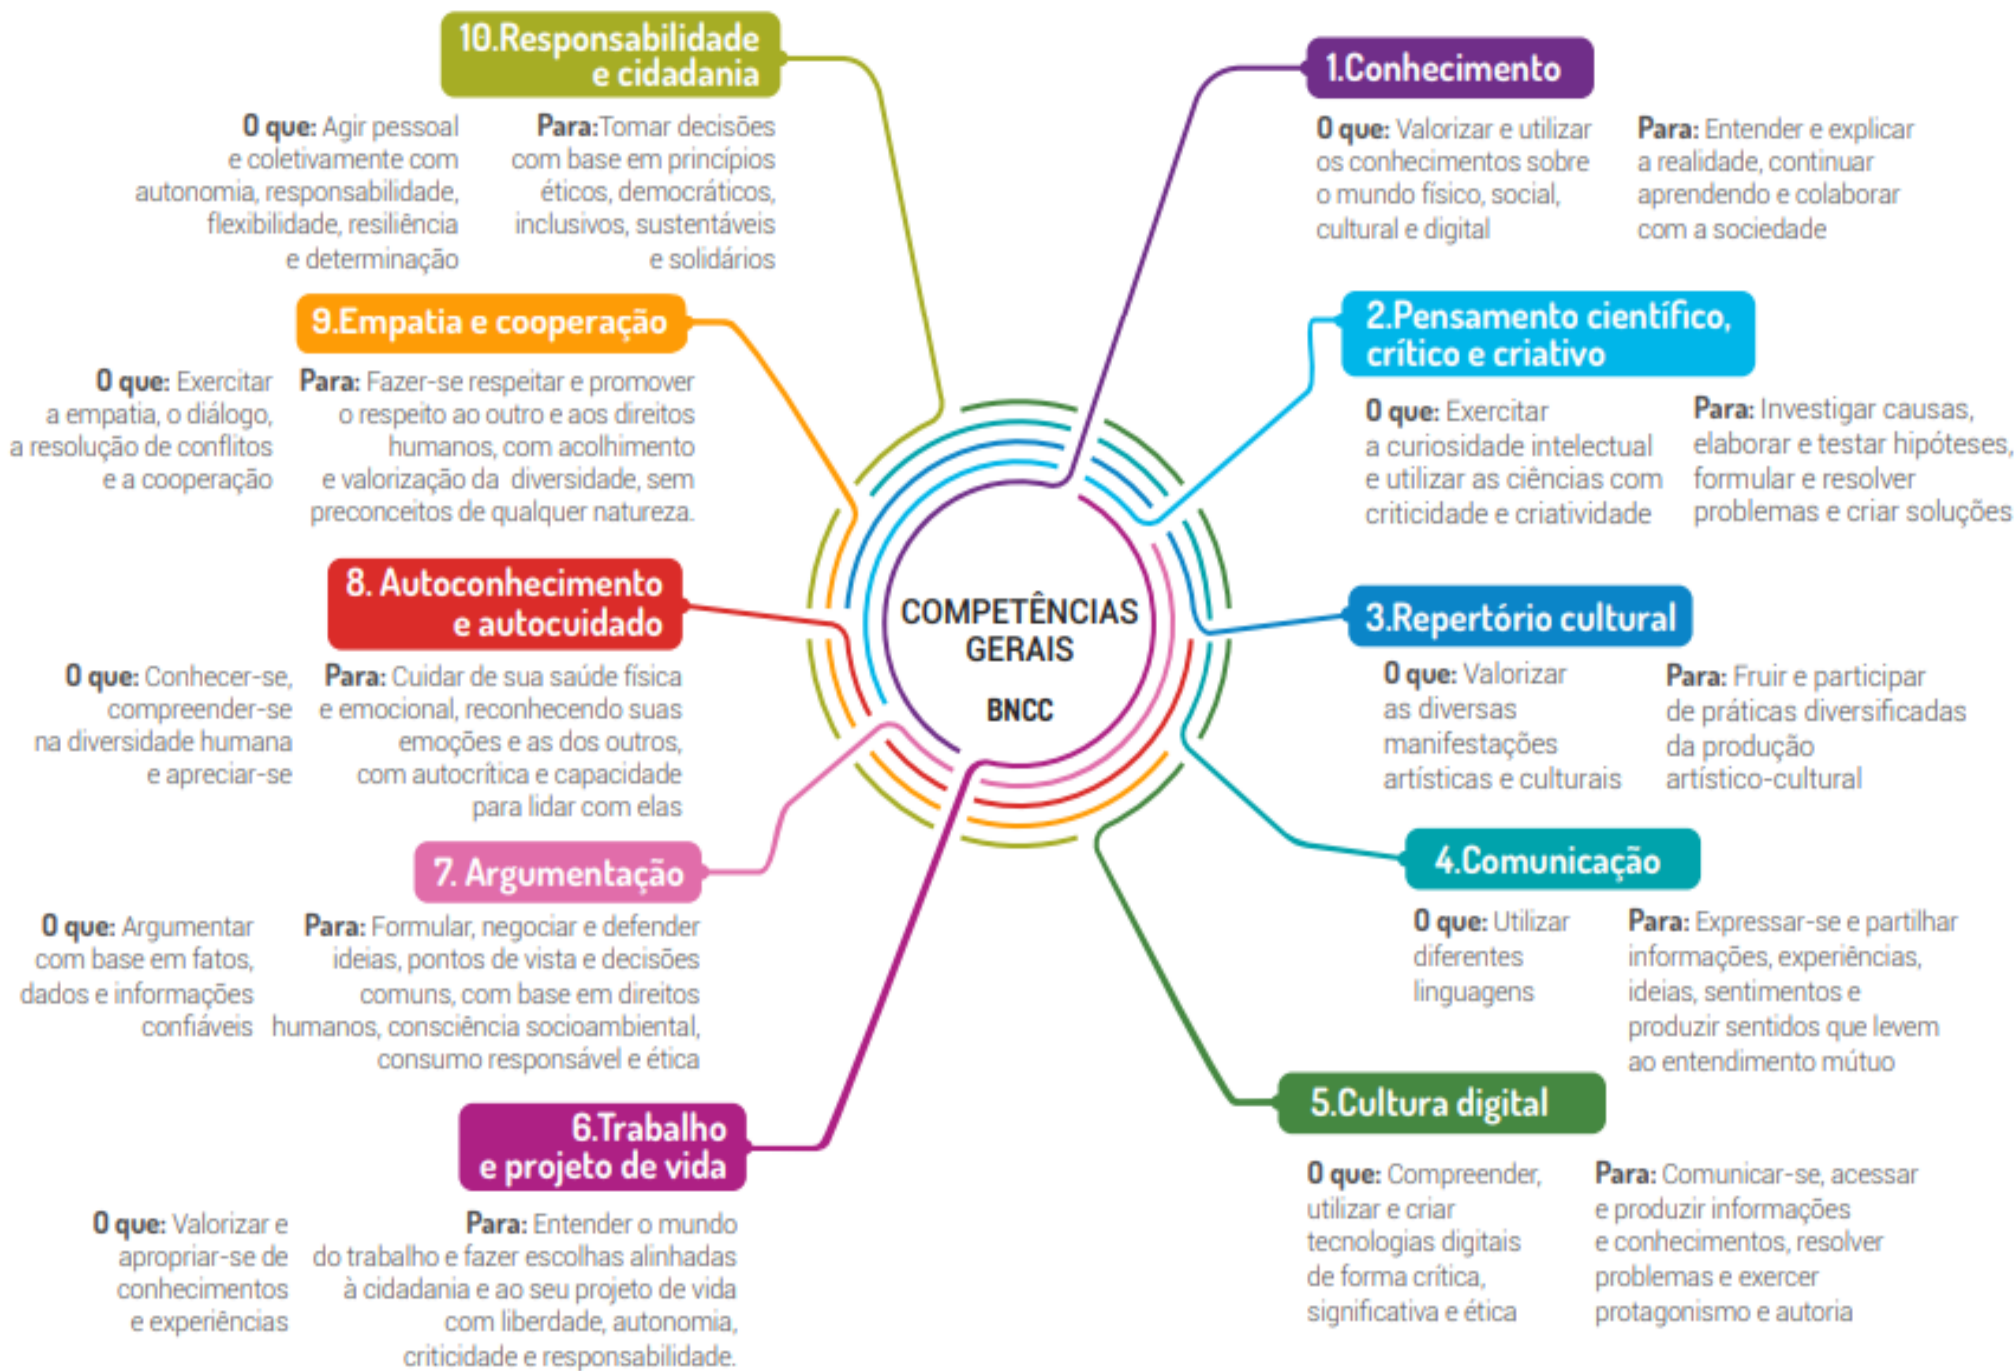 COMPETÊNCIAS
GERAIS
BNCC
1.Conhecimento
O que: Valorizar e utilizar
os conhecimentos sobre
o mundo físico, social,
cultural e digital
Para: Entender e explicar
a realidade, continuar
aprendendo e colaborar
com a sociedade
2.Pensamento científico,
crítico e criativo
O que: Exercitar
a curiosidade intelectual
e utilizar as ciências com
criticidade e criatividade
Para: Investigar causas,
elaborar e testar hipóteses,
formular e resolver
problemas e criar soluções
3.Repertório cultural
O que: Valorizar
as diversas
manifestações
artísticas e culturais
Para: Fruir e participar
de práticas diversificadas
da produção
artístico-cultural
4.Comunicação
O que: Utilizar
diferentes
linguagens
Para: Expressar-se e partilhar
informações, experiências,
ideias, sentimentos e
produzir sentidos que levem
ao entendimento mútuo
5.Cultura digital
O que: Compreender,
utilizar e criar
tecnologias digitais
de forma crítica,
significativa e ética
Para: Comunicar-se, acessar
e produzir informações
e conhecimentos, resolver
problemas e exercer
protagonismo e autoria
6.Trabalho
e projeto de vida
O que: Valorizar e
apropriar-se de
conhecimentos
e experiências
Para: Entender o mundo
do trabalho e fazer escolhas alinhadas
à cidadania e ao seu projeto de vida
com liberdade, autonomia,
criticidade e responsabilidade.
7. Argumentação
O que: Argumentar
com base em fatos,
dados e informações
confiáveis
Para: Formular, negociar e defender
ideias, pontos de vista e decisões
comuns, com base em direitos
humanos, consciência socioambiental,
consumo responsável e ética
8. Autoconhecimento
e autocuidado
O que: Conhecer-se,
compreender-se
na diversidade humana
e apreciar-se
Para: Cuidar de sua saúde física
e emocional, reconhecendo suas
emoções e as dos outros,
com autocrítica e capacidade
para lidar com elas
9.Empatia e cooperação
O que: Exercitar
a empatia, o diálogo,
a resolução de conflitos
e a cooperação
Para: Fazer-se respeitar e promover
o respeito ao outro e aos direitos
humanos, com acolhimento
e valorização da diversidade, sem
preconceitos de qualquer natureza.
10.Responsabilidade
e cidadania
O que: Agir pessoal
e coletivamente com
autonomia, responsabilidade,
flexibilidade, resiliência
e determinação
Para:Tomar decisões
com base em princípios
éticos, democráticos,
inclusivos, sustentáveis
e solidários